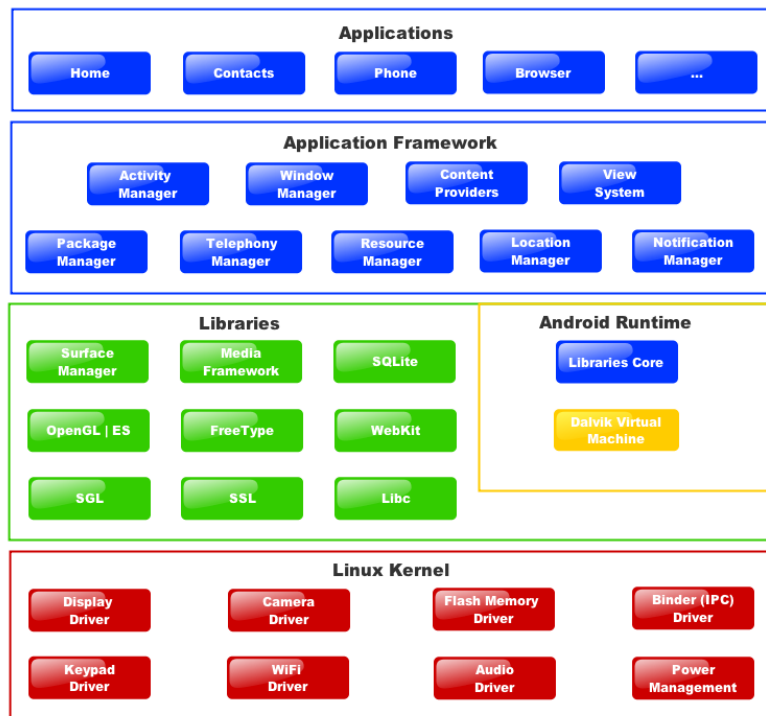 Applications
Home
Contacts
Phone
Browser
...
Application Framework
Activity
Manager
Window
Manager
Content
Providers
View
System
Package
Manager
Telephony
Manager
Resource
Manager
Location
Manager
Notification
Manager
Libraries
Surface
Manager
Media
Framework
SQLite
OpenGL | ES
FreeType
WebKit
SGL
SSL
Libc
Android Runtime
Libraries Core
Dalvik Virtual
Machine
Linux Kernel
Display
Driver
Camera
Driver
Flash Memory
Driver
Binder (IPC)
Driver
Keypad
Driver
WiFi
Driver
Audio
Driver
Power
Management